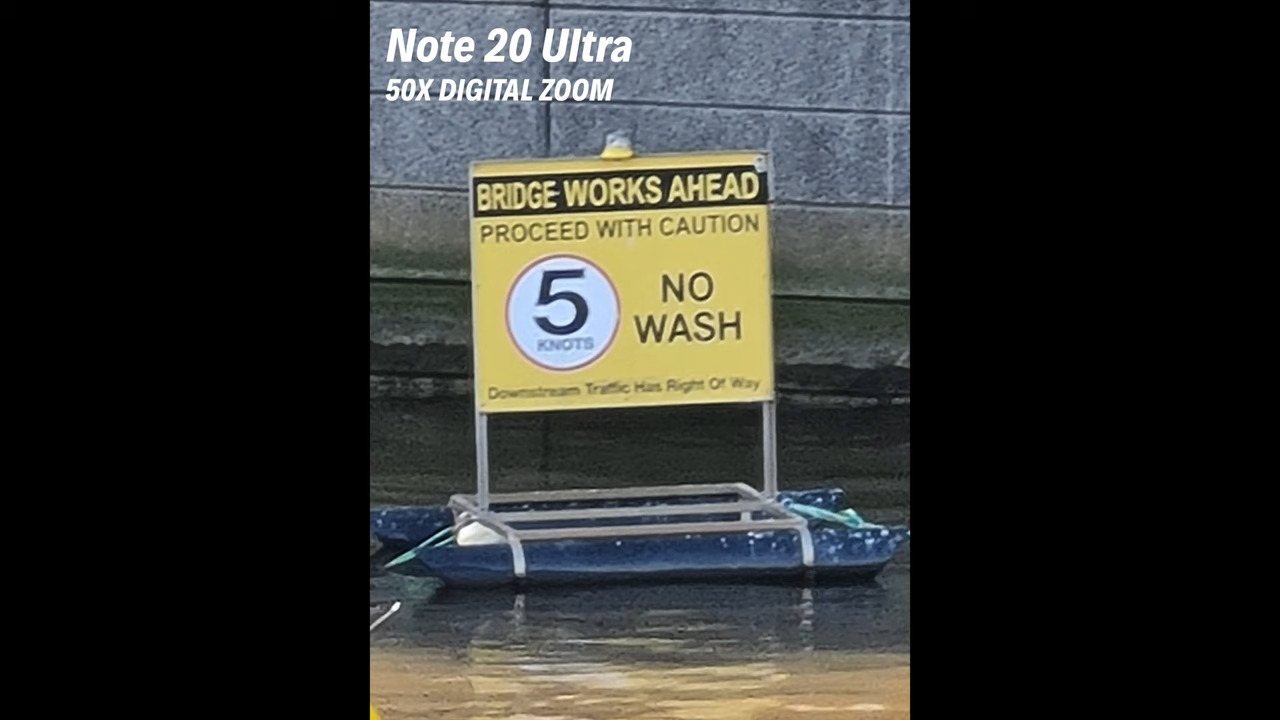 Note 20 Ultra
50X DIGITAL ZOOM
BRIDGE WORKS AHEAD
PROCEED WITH CAUTION
5
KNOTS
NO
WASH
Downstream Traffic Has Right Of Way